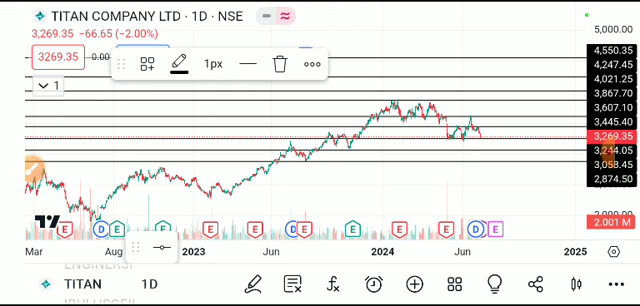 TITAN COMPANY LTD · 1D · NSE
3,269.35 −66.65 (−2.00%)
3269.35 0.00
1px
1
5,000.00
4,550.35
4,247.45
4,021.25
3,863.70
3,607.10
3,445.40
3,269.35
3,244.05
3,058.45
2,874.50
2.001 M
E D E E E E D E E E E D E
Mar Aug 2023 Jun 2024 Jun 2025
TITAN 1D